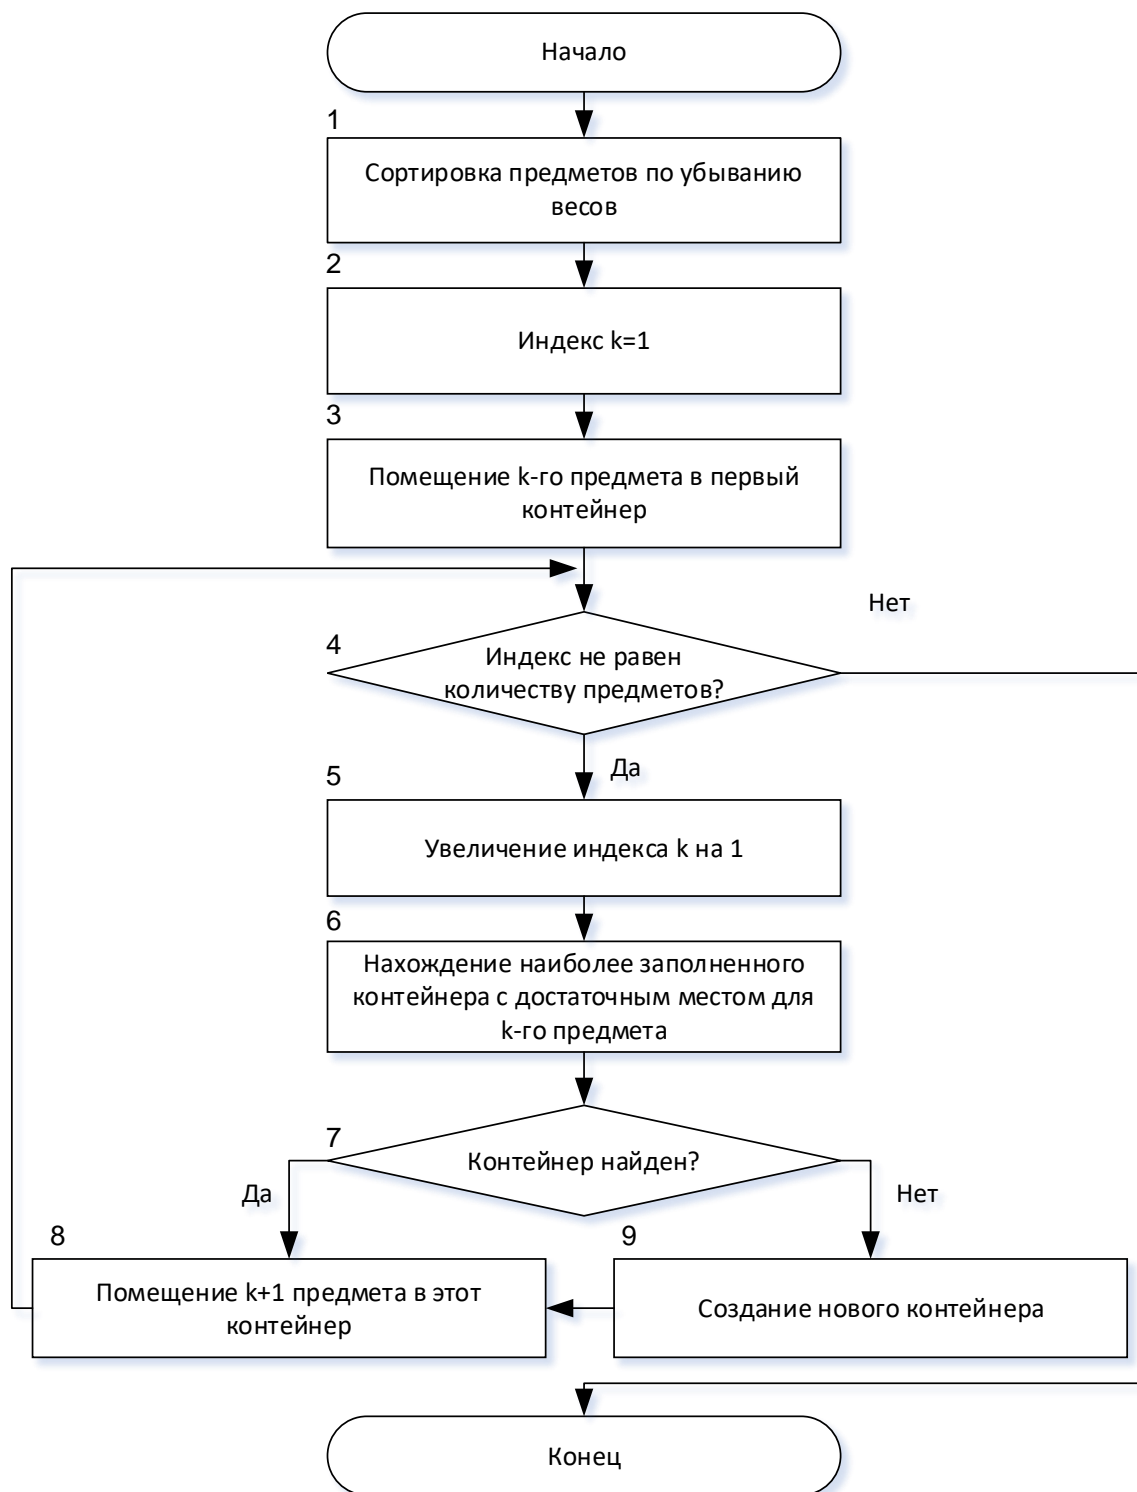 Начало
1
Сортировка предметов по убыванию
весов
2
Индекс k=1
3
Помещение k-го предмета в первый
контейнер
Нет
4
Индекс не равен
количеству предметов?
Да
5
Увеличение индекса k на 1
6
Нахождение наиболее заполненного
контейнера с достаточным местом для
k-го предмета
7
Контейнер найден?
Да
Нет
8
Помещение k+1 предмета в этот
контейнер
9
Создание нового контейнера
Конец